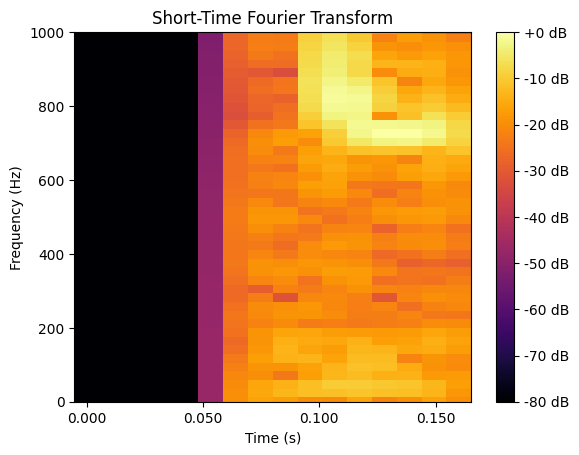 Short-Time Fourier Transform
1000
800
600
400
200
0
Frequency (Hz)
0.000
0.050
0.100
0.150
Time (s)
+0 dB
-10 dB
-20 dB
-30 dB
-40 dB
-50 dB
-60 dB
-70 dB
-80 dB